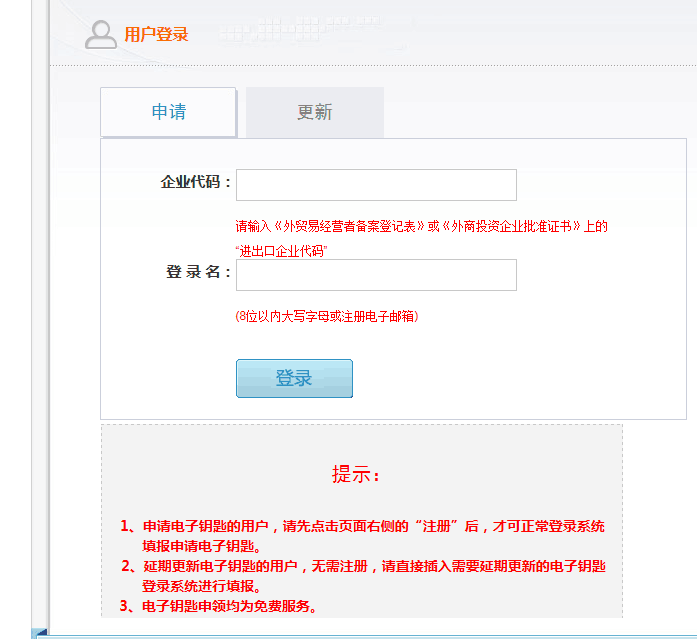 用户登录
申请 更新
企业代码：
请输入《外贸易经营者备案登记表》或《外商投资企业批准证书》上的
“进出口企业代码”
登 录 名：
(8位以内大写字母或注册电子邮箱)
登录
提示：
1、申请电子钥匙的用户，请先点击页面右侧的“注册”后，才可正常登录系统
填报申请电子钥匙。
2、延期更新电子钥匙的用户，无需注册，请直接插入需要延期更新的电子钥匙
登录系统进行填报。
3、电子钥匙申领均为免费服务。